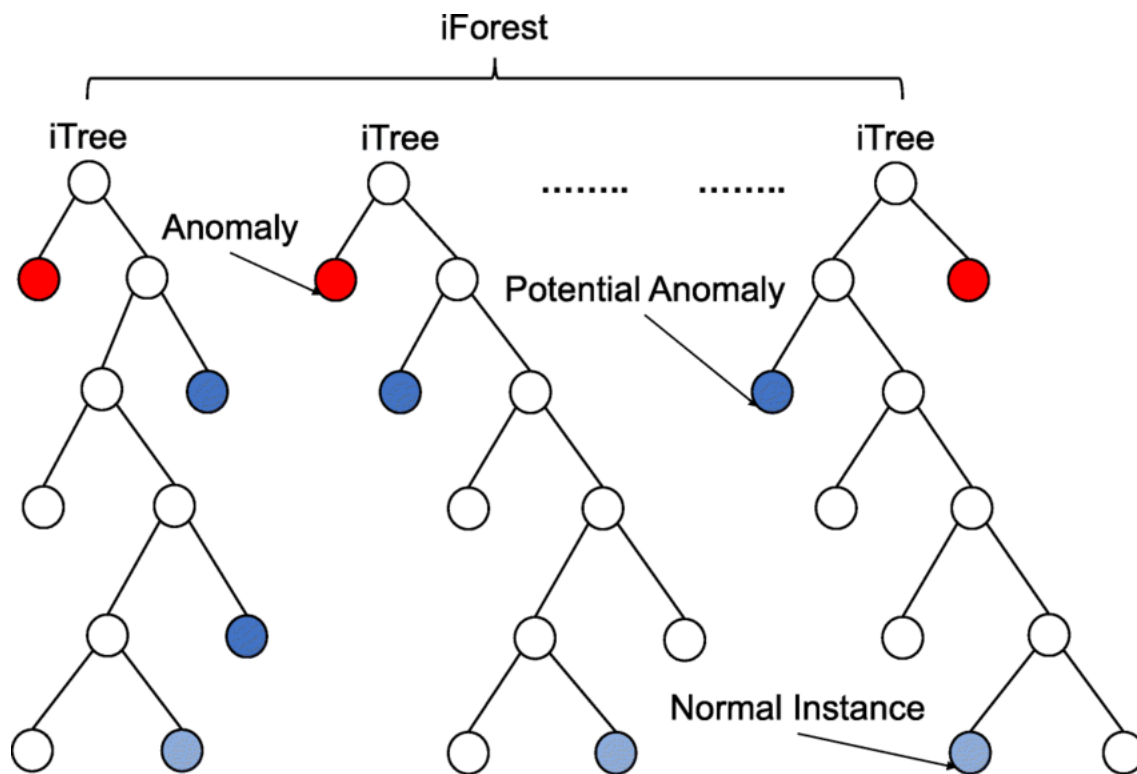 iForest
iTree iTree iTree
........ ........
Anomaly
Potential Anomaly
Normal Instance